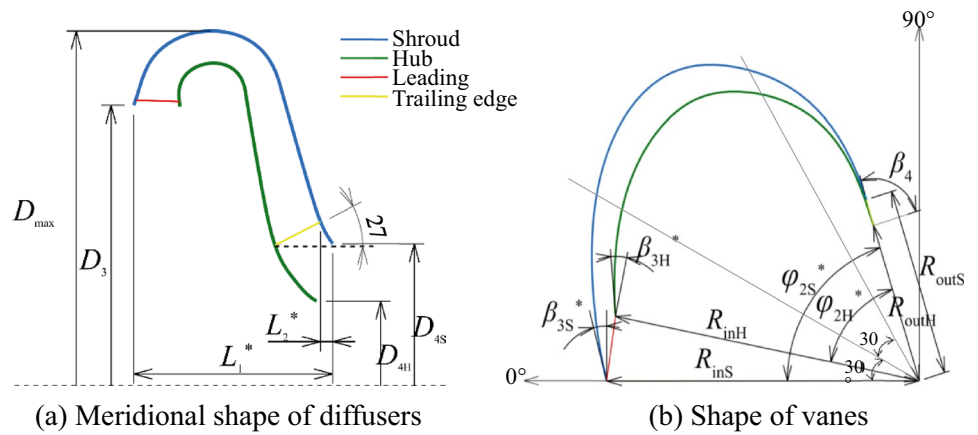 Shroud
Hub
Leading
Trailing edge
D_max
D_3
27
L_2*
L_1*
D_4S
D_4H
(a) Meridional shape of diffusers
90°
β_4
β_3H*
β_3S*
φ_2S*
φ_2H*
R_outS
R_outH
R_inH
R_inS
30
30
°
0°
(b) Shape of vanes